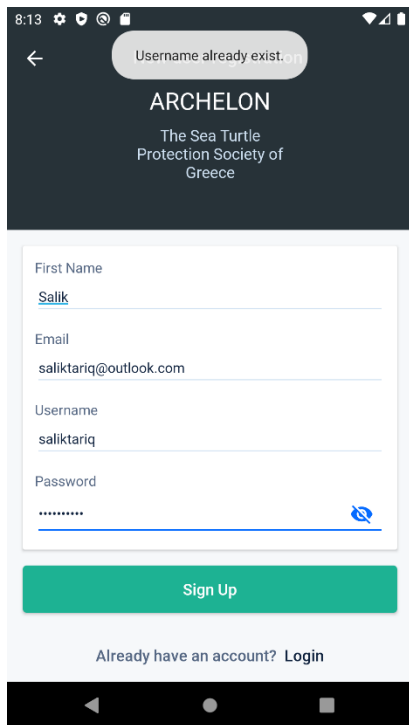 8:13
Username already exist.
ARCHELON
The Sea Turtle
Protection Society of
Greece
First Name
Salik
Email
saliktariq@outlook.com
Username
saliktariq
Password
••••••••••
Sign Up
Already have an account? Login